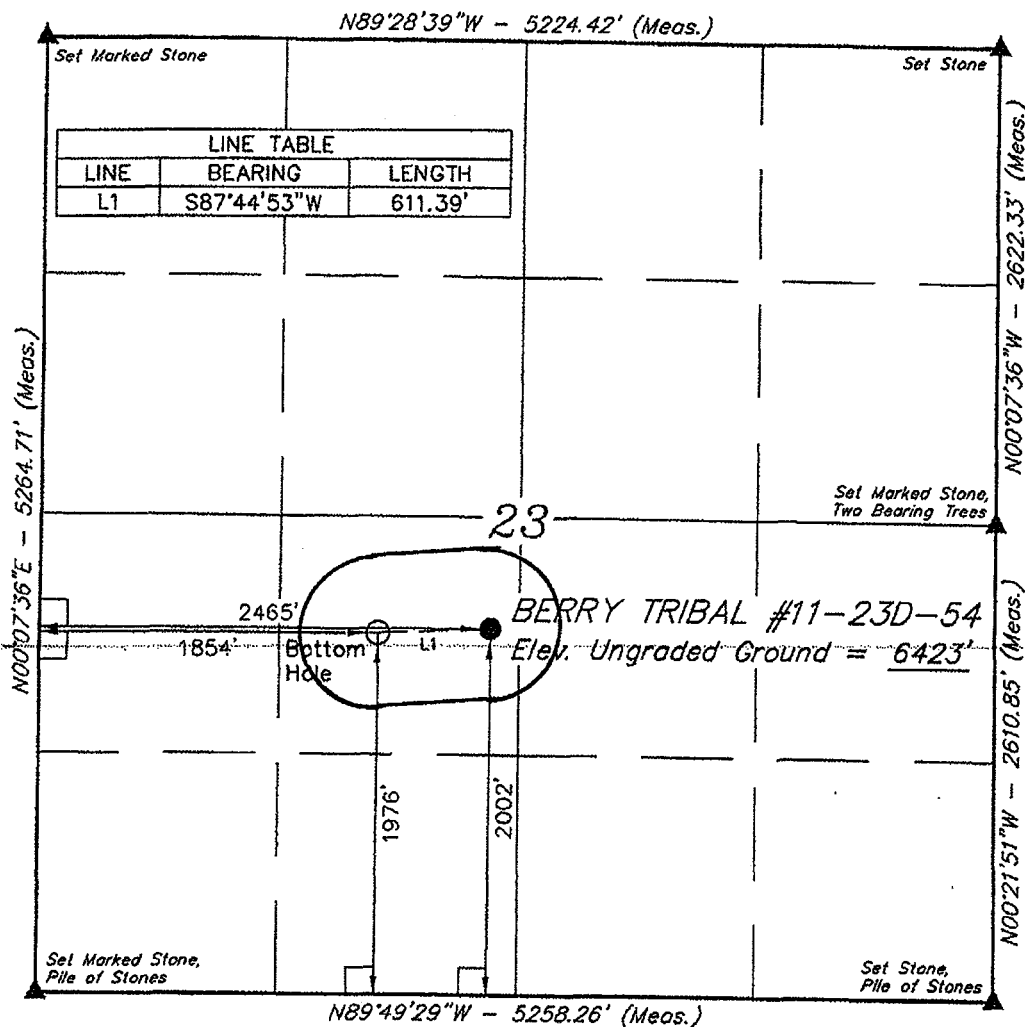 N89°28'39"W - 5224.42' (Meas.)
Set Marked Stone
Set Stone
LINE TABLE
LINE BEARING LENGTH
L1 S87°44'53"W 611.39'
N00°07'36"W - 2622.33' (Meas.)
N00°07'36"E - 5264.71' (Meas.)
Set Marked Stone,
Two Bearing Trees
23
2465'
BERRY TRIBAL #11-23D-54
1854'
Bottom
Hole
L1
Elev. Ungraded Ground = 6423'
1976'
2002'
N00°21'51"W - 2610.85' (Meas.)
Set Marked Stone,
Pile of Stones
Set Stone,
Pile of Stones
N89°49'29"W - 5258.26' (Meas.)